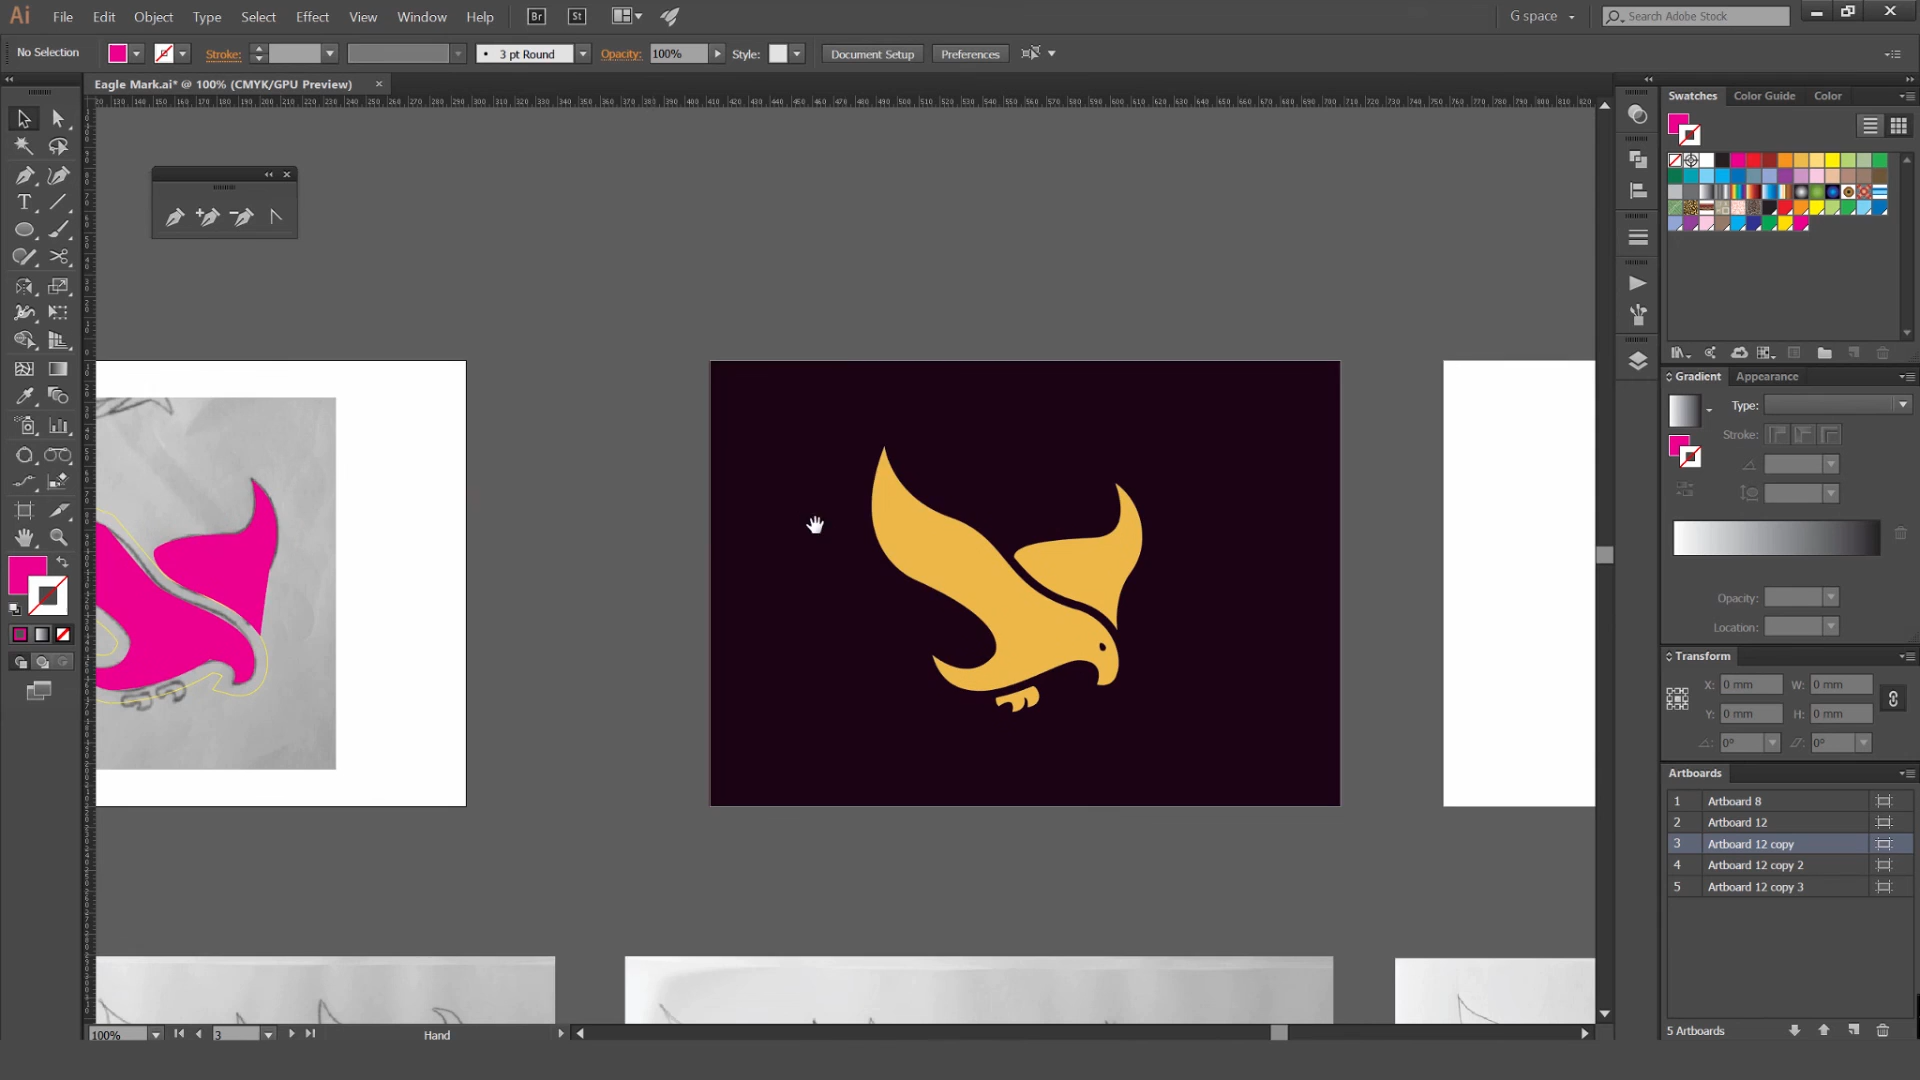 Ai File Edit Object Type Select Effect View Window Help Br St G space Search Adobe Stock
No Selection Stroke: 3 pt Round Opacity: 100% Style: Document Setup Preferences
Eagle Mark.ai* @ 100% (CMYK/GPU Preview)
Swatches Color Guide Color
Gradient Appearance
Type:
Stroke:
Opacity:
Location:
Transform
X: 0 mm W: 0 mm
Y: 0 mm H: 0 mm
0° 0°
Artboards
1 Artboard 8
2 Artboard 12
3 Artboard 12 copy
4 Artboard 12 copy 2
5 Artboard 12 copy 3
5 Artboards
100% 3 Hand